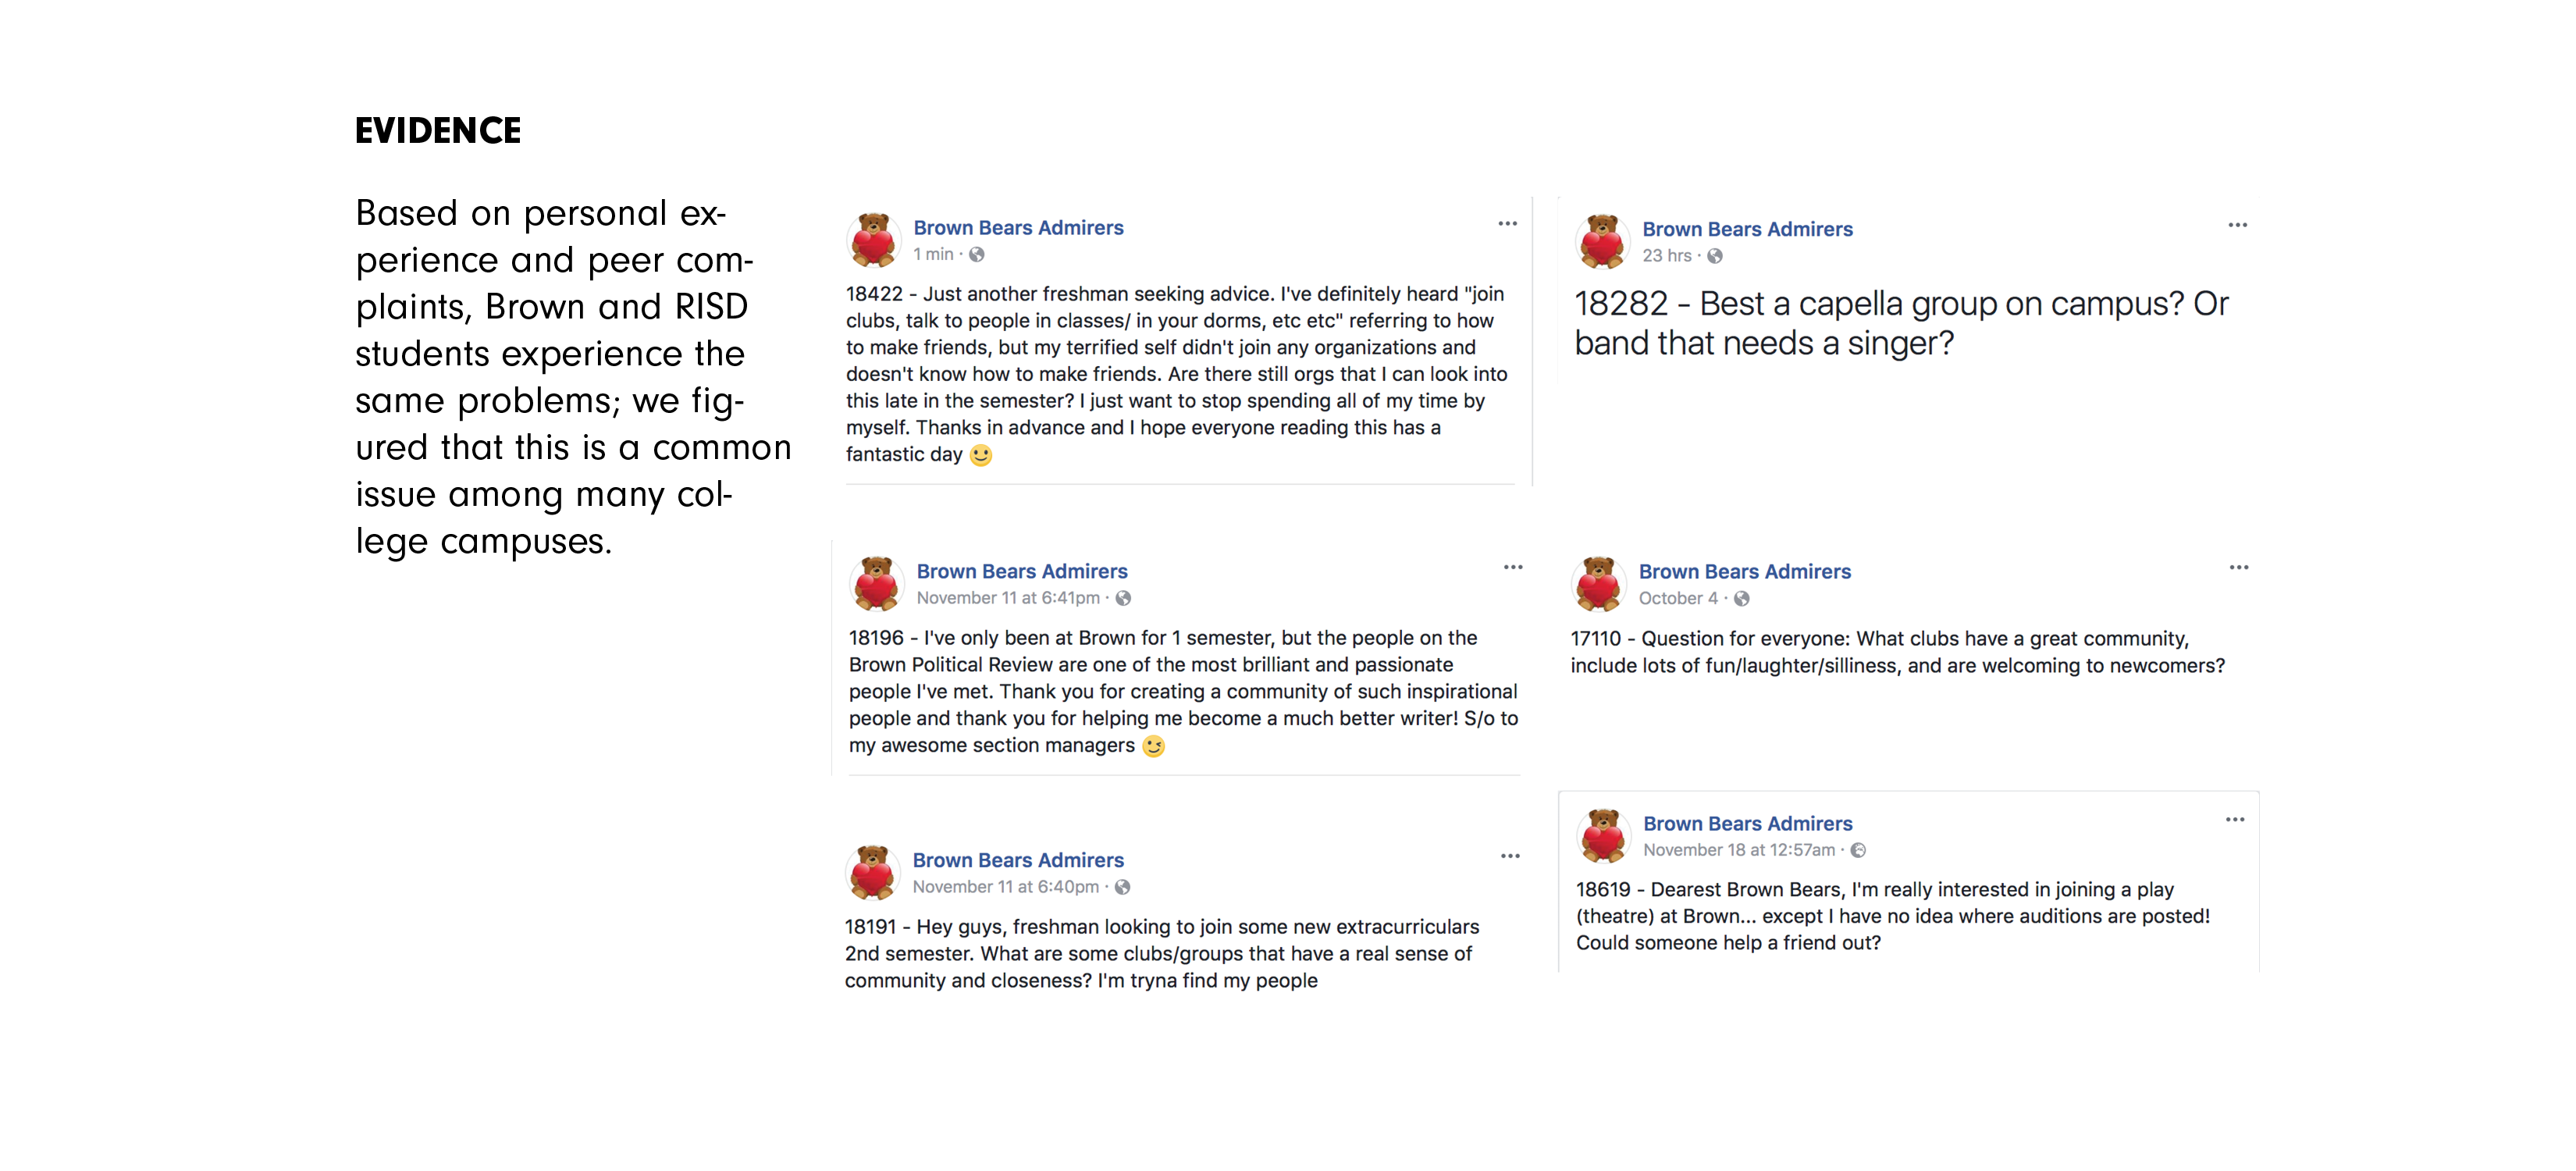 EVIDENCE
Based on personal ex-
perience and peer com-
plaints, Brown and RISD
students experience the
same problems; we fig-
ured that this is a common
issue among many col-
lege campuses.
Brown Bears Admirers
1 min ·
18422 - Just another freshman seeking advice. I've definitely heard "join
clubs, talk to people in classes/ in your dorms, etc etc" referring to how
to make friends, but my terrified self didn't join any organizations and
doesn't know how to make friends. Are there still orgs that I can look into
this late in the semester? I just want to stop spending all of my time by
myself. Thanks in advance and I hope everyone reading this has a
fantastic day 🙂
Brown Bears Admirers
23 hrs ·
18282 - Best a capella group on campus? Or
band that needs a singer?
Brown Bears Admirers
November 11 at 6:41pm ·
18196 - I've only been at Brown for 1 semester, but the people on the
Brown Political Review are one of the most brilliant and passionate
people I've met. Thank you for creating a community of such inspirational
people and thank you for helping me become a much better writer! S/o to
my awesome section managers 😉
Brown Bears Admirers
October 4 ·
17110 - Question for everyone: What clubs have a great community,
include lots of fun/laughter/silliness, and are welcoming to newcomers?
Brown Bears Admirers
November 11 at 6:40pm ·
18191 - Hey guys, freshman looking to join some new extracurriculars
2nd semester. What are some clubs/groups that have a real sense of
community and closeness? I'm tryna find my people
Brown Bears Admirers
November 18 at 12:57am ·
18619 - Dearest Brown Bears, I'm really interested in joining a play
(theatre) at Brown... except I have no idea where auditions are posted!
Could someone help a friend out?